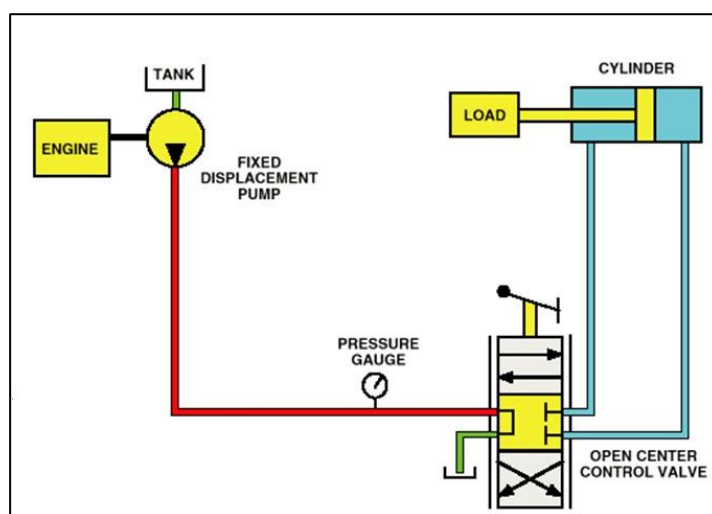 TANK
CYLINDER
LOAD
ENGINE
FIXED
DISPLACEMENT
PUMP
PRESSURE
GAUGE
OPEN CENTER
CONTROL VALVE